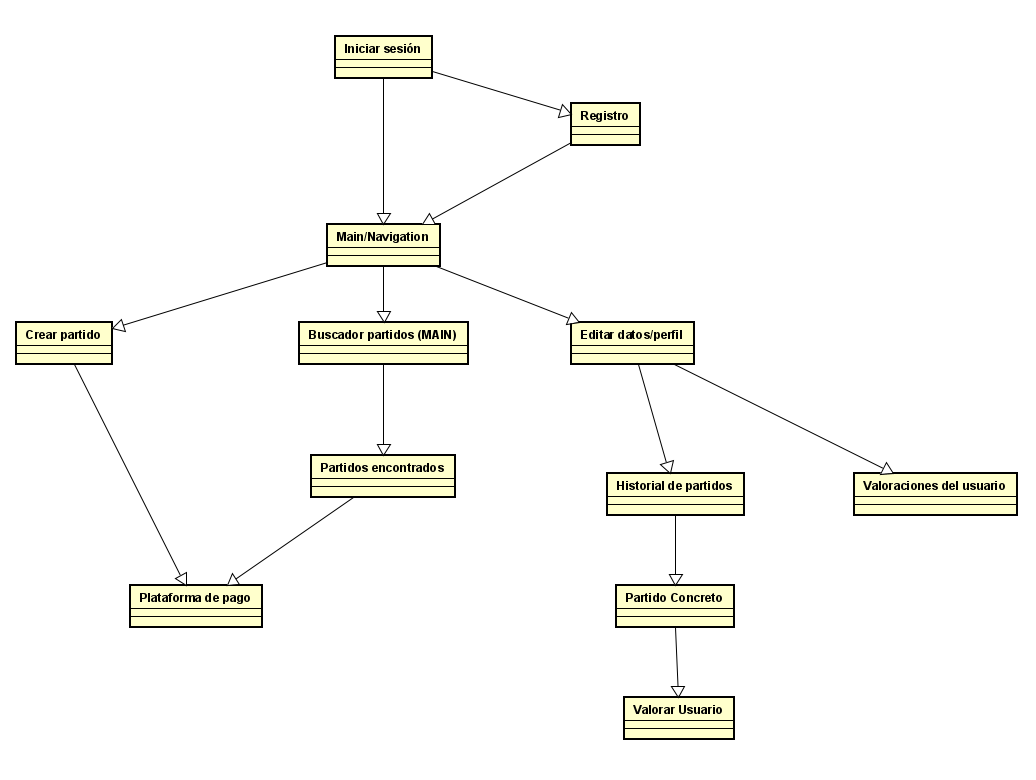 Iniciar sesión
Registro
Main/Navigation
Crear partido
Buscador partidos (MAIN)
Editar datos/perfil
Partidos encontrados
Historial de partidos
Valoraciones del usuario
Plataforma de pago
Partido Concreto
Valorar Usuario